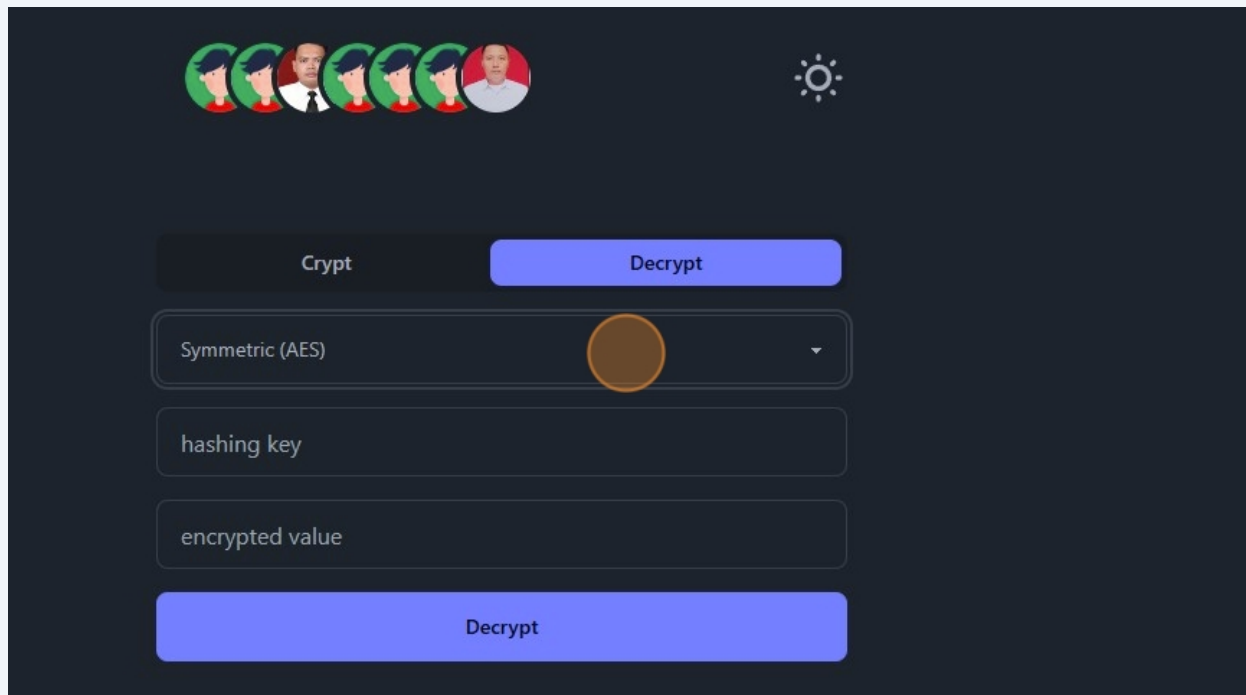 Crypt Decrypt
Symmetric (AES)
hashing key
encrypted value
Decrypt